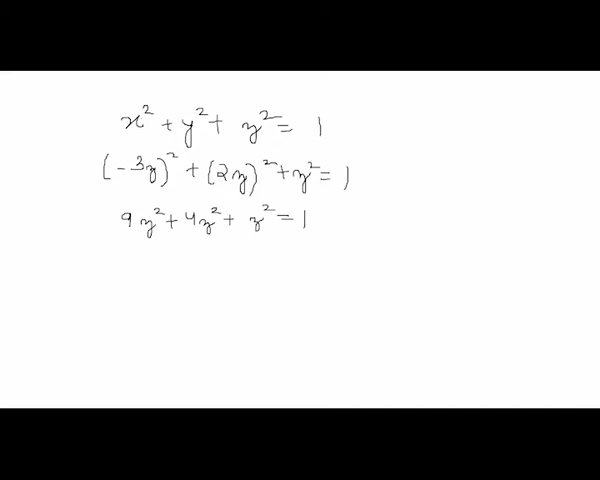 x² + y² + z² = 1
(-3z)² + (2z)² + z² = 1
9z² + 4z² + z² = 1